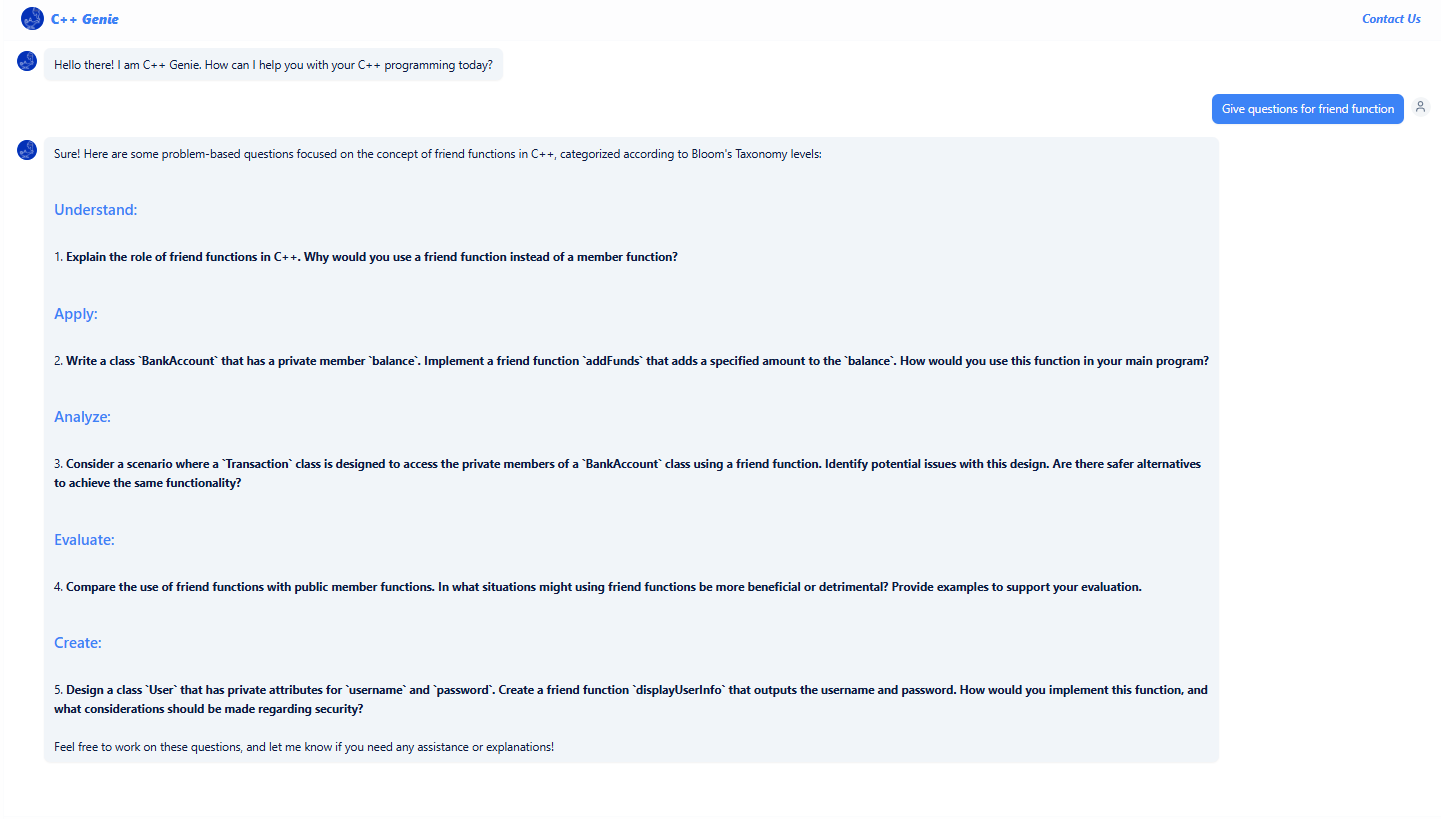 C++ Genie
Contact Us
Hello there! I am C++ Genie. How can I help you with your C++ programming today?
Give questions for friend function
Sure! Here are some problem-based questions focused on the concept of friend functions in C++, categorized according to Bloom's Taxonomy levels:
Understand:
1. Explain the role of friend functions in C++. Why would you use a friend function instead of a member function?
Apply:
2. Write a class `BankAccount` that has a private member `balance`. Implement a friend function `addFunds` that adds a specified amount to the `balance`. How would you use this function in your main program?
Analyze:
3. Consider a scenario where a `Transaction` class is designed to access the private members of a `BankAccount` class using a friend function. Identify potential issues with this design. Are there safer alternatives
to achieve the same functionality?
Evaluate:
4. Compare the use of friend functions with public member functions. In what situations might using friend functions be more beneficial or detrimental? Provide examples to support your evaluation.
Create:
5. Design a class `User` that has private attributes for `username` and `password`. Create a friend function `displayUserInfo` that outputs the username and password. How would you implement this function, and
what considerations should be made regarding security?
Feel free to work on these questions, and let me know if you need any assistance or explanations!